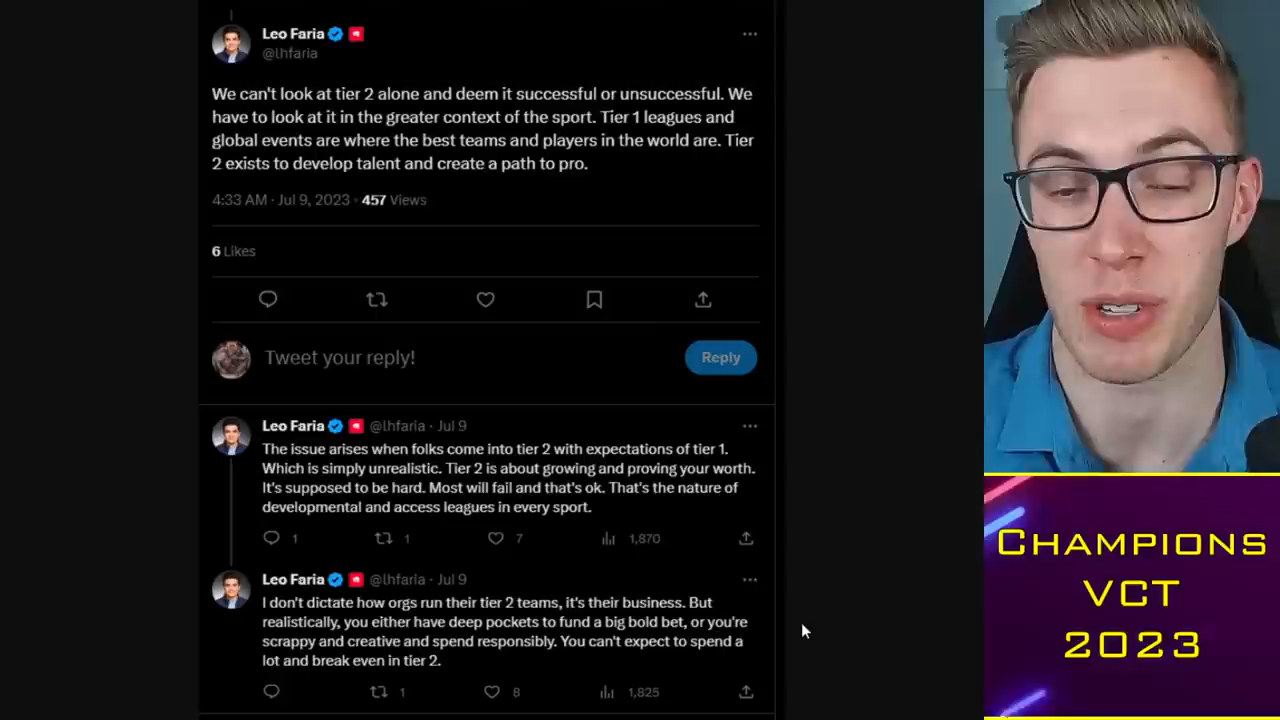 Leo Faria
@lhfaria
We can't look at tier 2 alone and deem it successful or unsuccessful. We
have to look at it in the greater context of the sport. Tier 1 leagues and
global events are where the best teams and players in the world are. Tier
2 exists to develop talent and create a path to pro.
4:33 AM · Jul 9, 2023 · 457 Views
6 Likes
Tweet your reply!
Reply
Leo Faria @lhfaria · Jul 9
The issue arises when folks come into tier 2 with expectations of tier 1.
Which is simply unrealistic. Tier 2 is about growing and proving your worth.
It's supposed to be hard. Most will fail and that's ok. That's the nature of
developmental and access leagues in every sport.
1 1 7 1,870
Leo Faria @lhfaria · Jul 9
I don't dictate how orgs run their tier 2 teams, it's their business. But
realistically, you either have deep pockets to fund a big bold bet, or you're
scrappy and creative and spend responsibly. You can't expect to spend a
lot and break even in tier 2.
1 8 1,825
Champions
VCT
2023